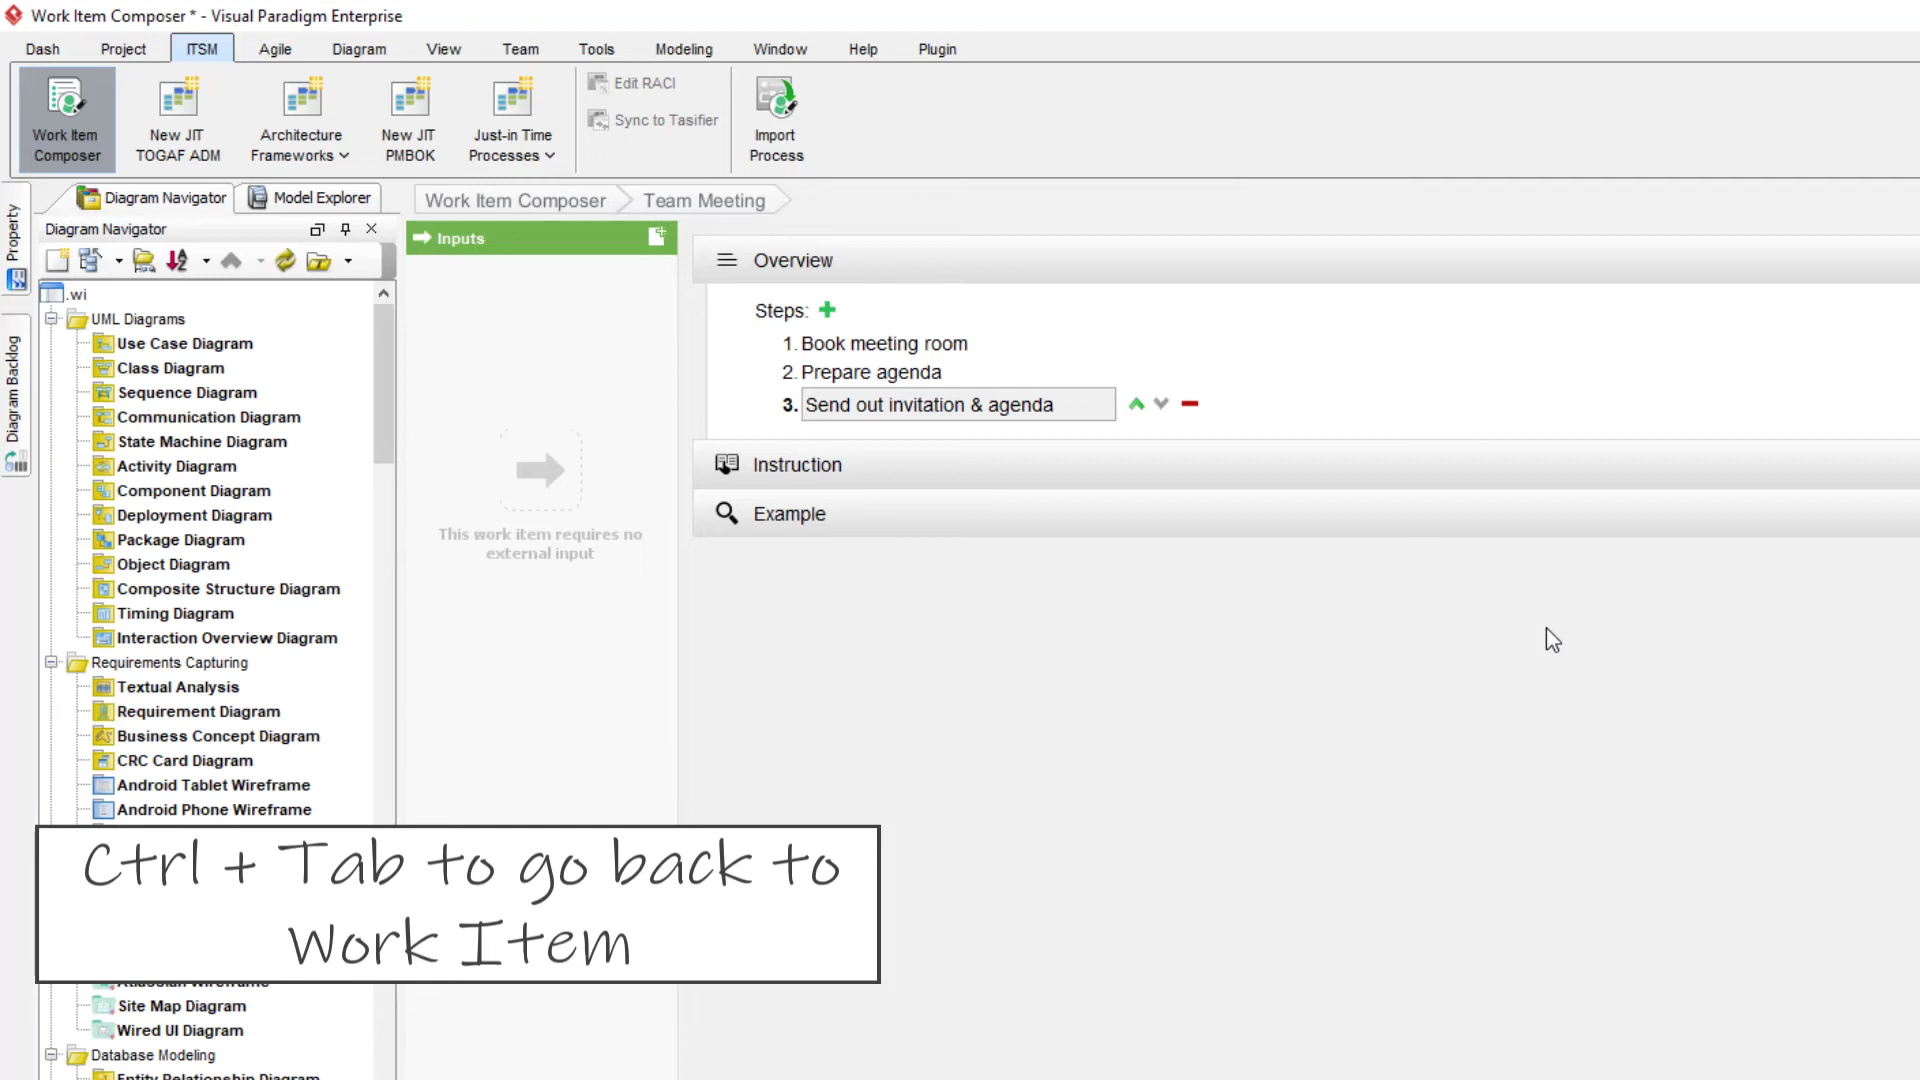 Work Item Composer * - Visual Paradigm Enterprise
Dash Project ITSM Agile Diagram View Team Tools Modeling Window Help Plugin
Work Item Composer
New JIT TOGAF ADM
Architecture Frameworks
New JIT PMBOK
Just-in Time Processes
Edit RACI
Sync to Tasifier
Import Process
Property
Diagram Backlog
Diagram Navigator Model Explorer
Diagram Navigator
.wi
UML Diagrams
Use Case Diagram
Class Diagram
Sequence Diagram
Communication Diagram
State Machine Diagram
Activity Diagram
Component Diagram
Deployment Diagram
Package Diagram
Object Diagram
Composite Structure Diagram
Timing Diagram
Interaction Overview Diagram
Requirements Capturing
Textual Analysis
Requirement Diagram
Business Concept Diagram
CRC Card Diagram
Android Tablet Wireframe
Android Phone Wireframe
Site Map Diagram
Wired UI Diagram
Database Modeling
Entity Relationship Diagram
Work Item Composer Team Meeting
Inputs
This work item requires no
external input
Overview
Steps:
1. Book meeting room
2. Prepare agenda
3. Send out invitation & agenda
Instruction
Example
Ctrl + Tab to go back to
Work Item